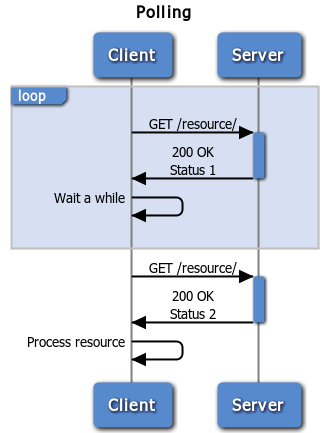 Polling
Client Server
loop
GET /resource/
200 OK
Status 1
Wait a while
GET /resource/
200 OK
Status 2
Process resource
Client Server